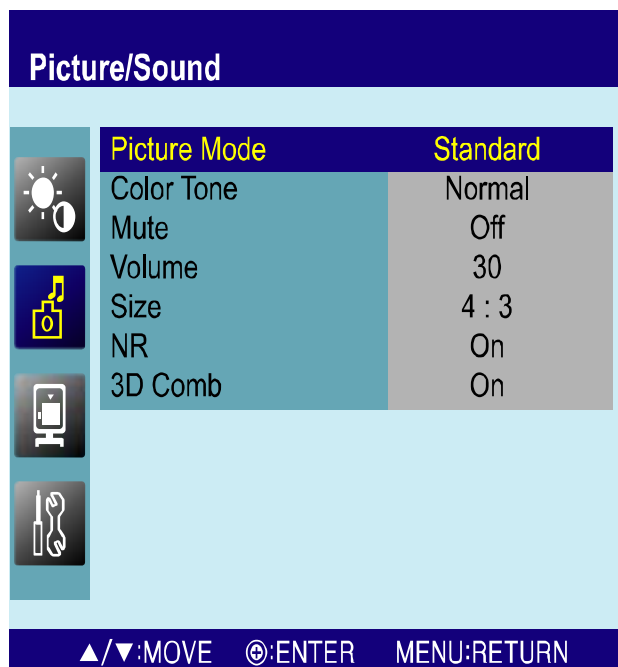 Picture/Sound
Picture Mode Standard
Color Tone Normal
Mute Off
Volume 30
Size 4 : 3
NR On
3D Comb On
▲/▼:MOVE ⊕:ENTER MENU:RETURN